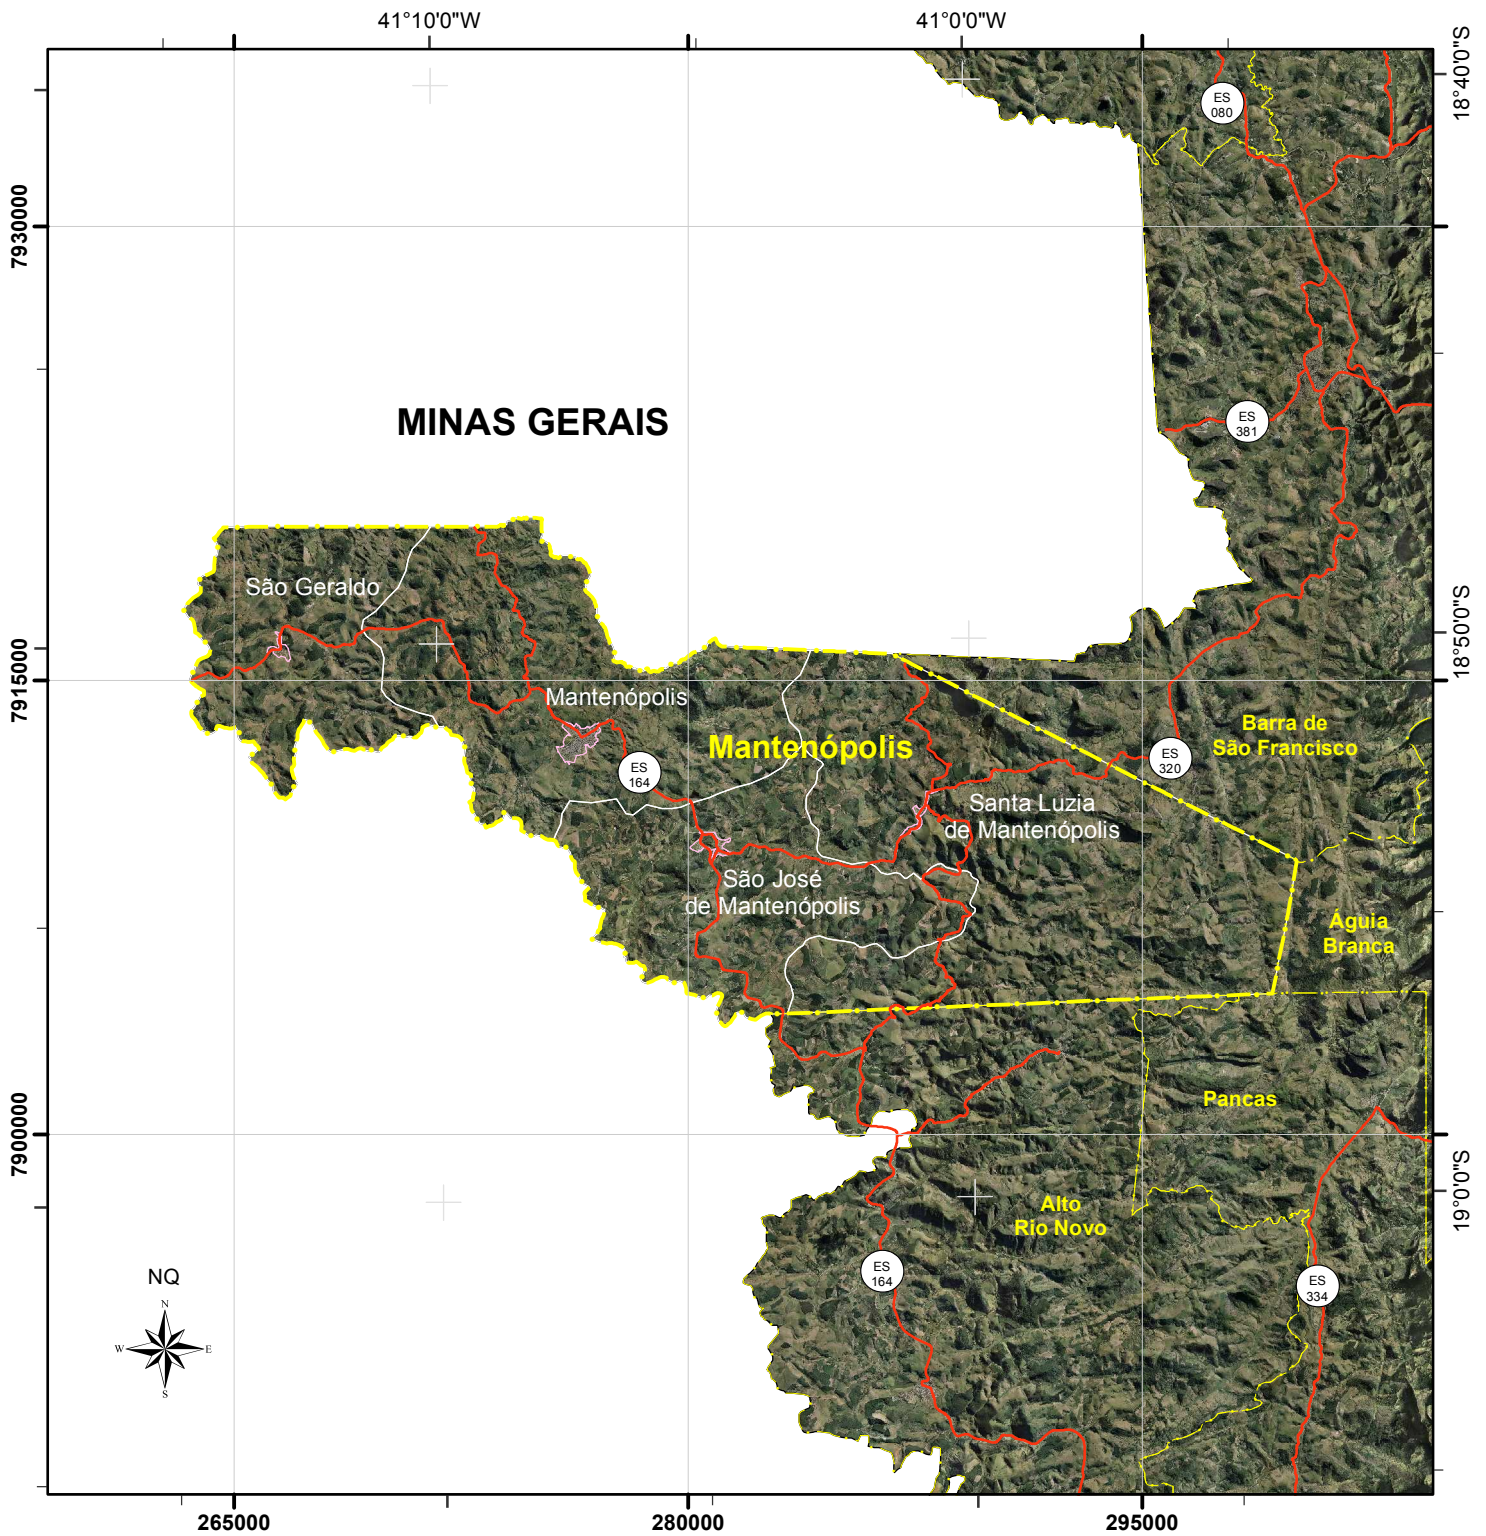 41°10'0"W
41°0'0"W
18°40'0"S
ES
080
7930000
MINAS GERAIS
ES
381
São Geraldo
18°50'0"S
7915000
Mantenópolis
Mantenópolis
Barra de
São Francisco
ES
164
ES
320
Santa Luzia
de Mantenópolis
São José
de Mantenópolis
Águia
Branca
Pancas
7900000
19°0'0"S
Alto
Rio Novo
ES
164
ES
334
NQ
N
W
E
S
265000
280000
295000